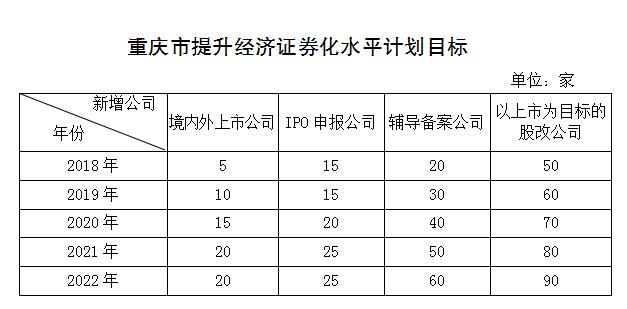 重庆市提升经济证券化水平计划目标
单位：家
新增公司
年份
境内外上市公司 IPO 申报公司 辅导备案公司 以上市为目标的
股改公司
2018 年 5 15 20 50
2019 年 10 15 30 60
2020 年 15 20 40 70
2021 年 20 25 50 80
2022 年 20 25 60 90